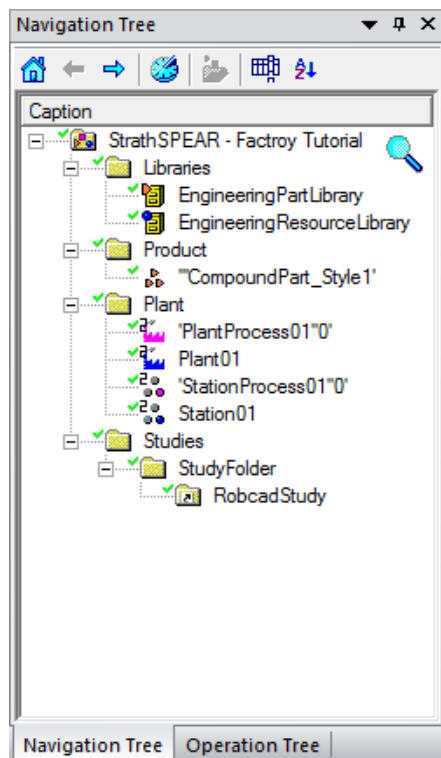 Navigation Tree
Caption
StrathSPEAR - Factroy Tutorial
Libraries
EngineeringPartLibrary
EngineeringResourceLibrary
Product
"'CompoundPart_Style1'
Plant
'PlantProcess01"0'
Plant01
'StationProcess01"0'
Station01
Studies
StudyFolder
RobcadStudy
Navigation Tree Operation Tree